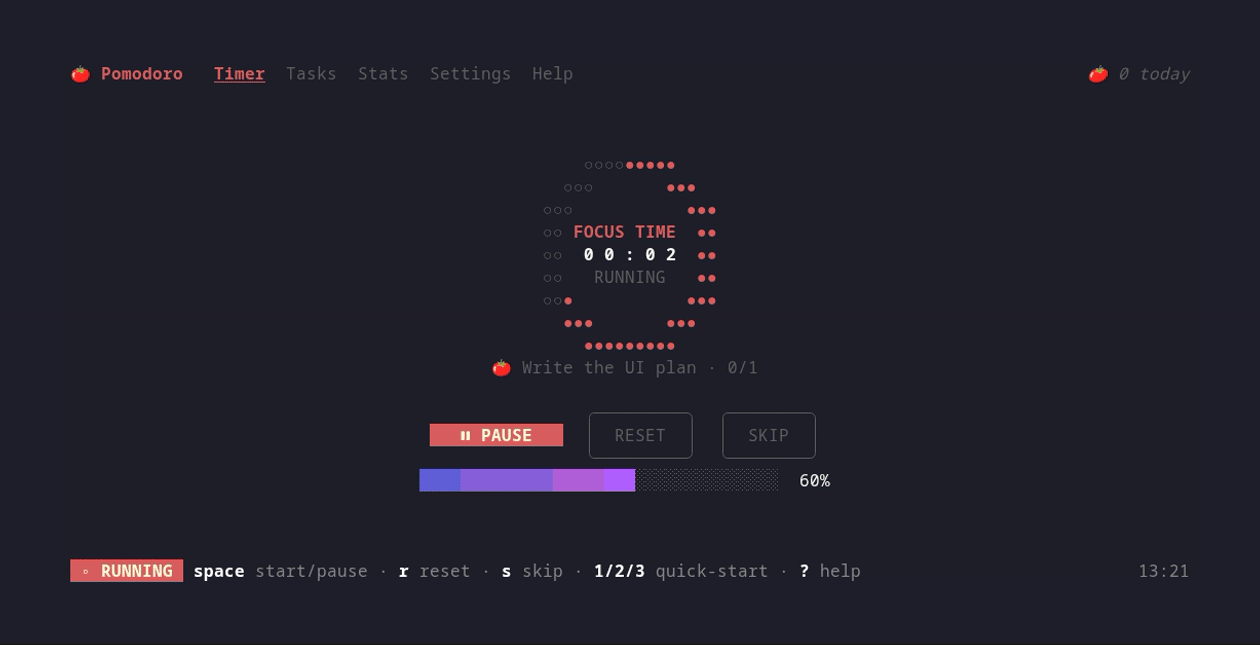 🍅 Pomodoro Timer Tasks Stats Settings Help 🍅 0 today
FOCUS TIME
0 0 : 0 2
RUNNING
🍅 Write the UI plan · 0/1
⏸ PAUSE RESET SKIP
60%
◦ RUNNING space start/pause · r reset · s skip · 1/2/3 quick-start · ? help 13:21